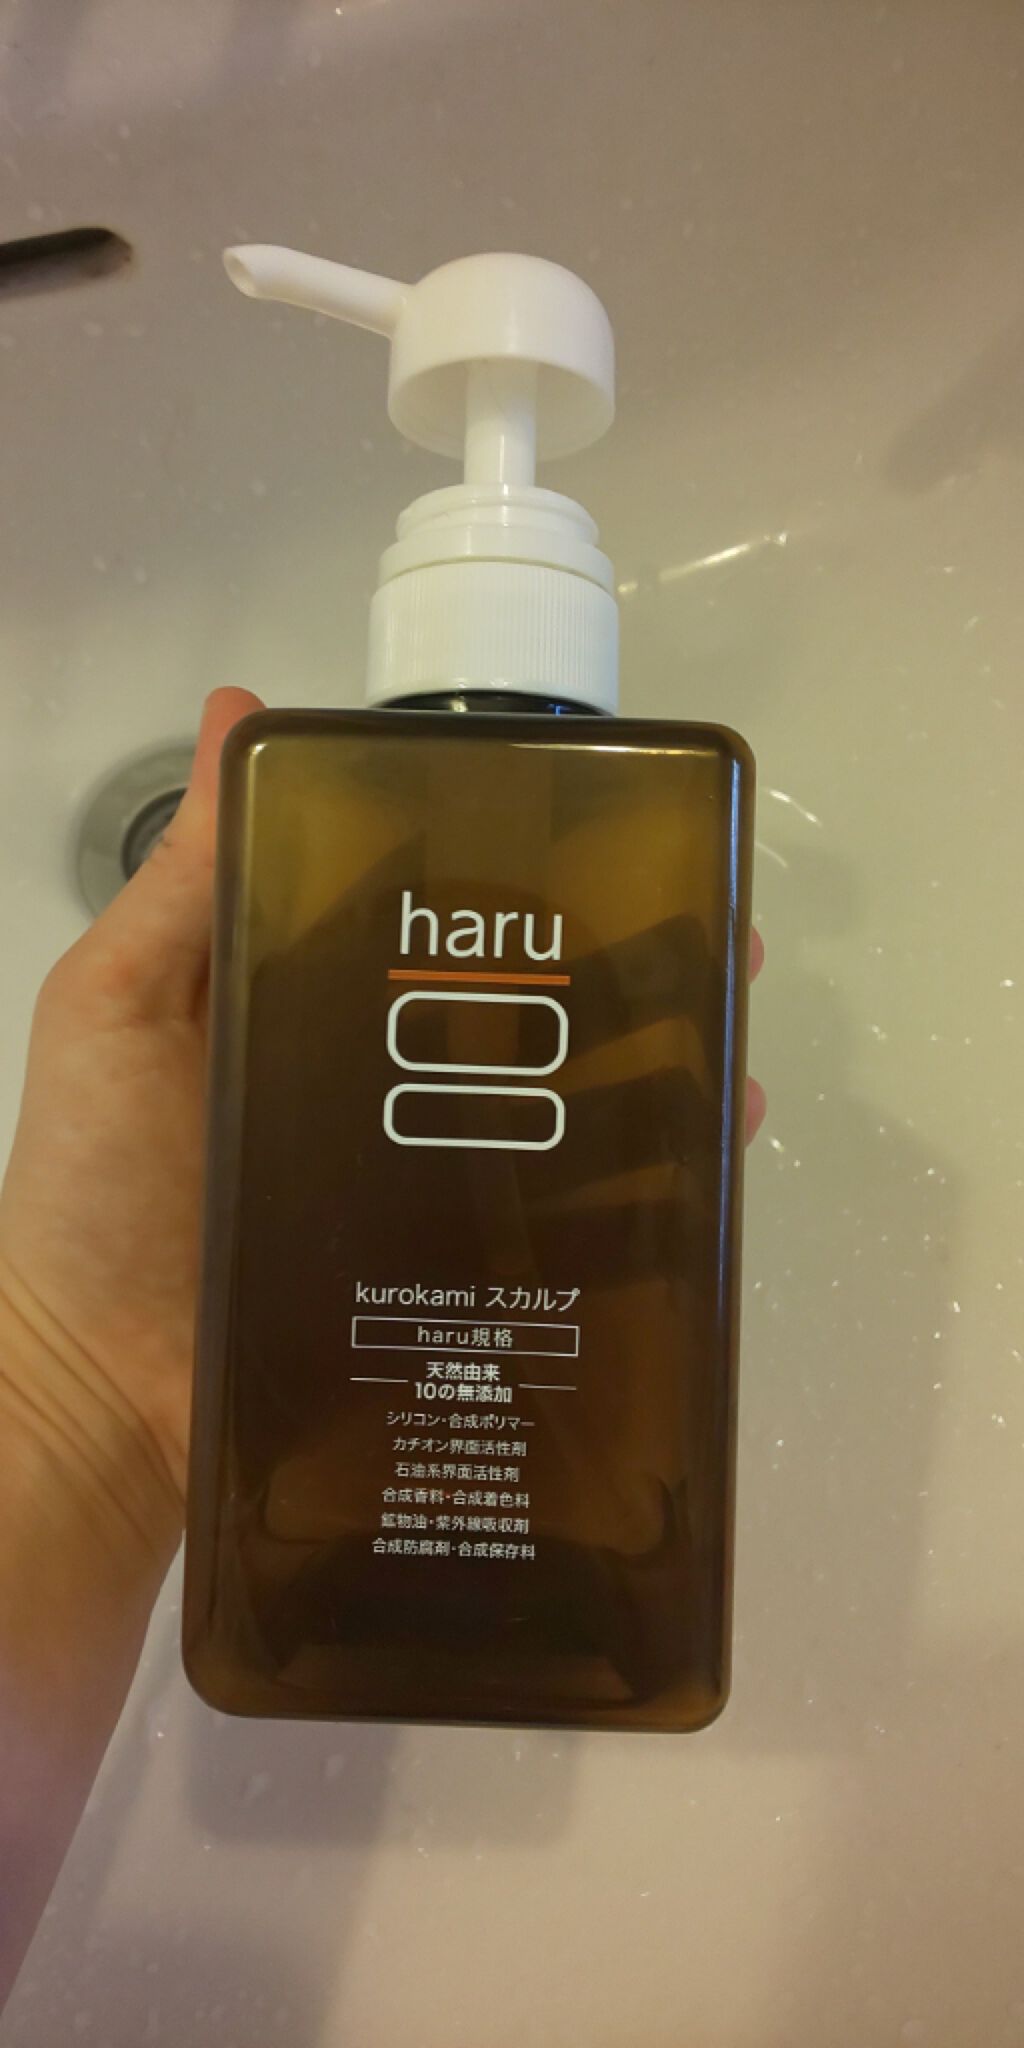 haru
kurokami スカルプ
haru規格
天然由来
10の無添加
シリコン・合成ポリマー
カチオン界面活性剤
石油系界面活性剤
合成香料・合成着色料
鉱物油・紫外線吸収剤
合成防腐剤・合成保存料